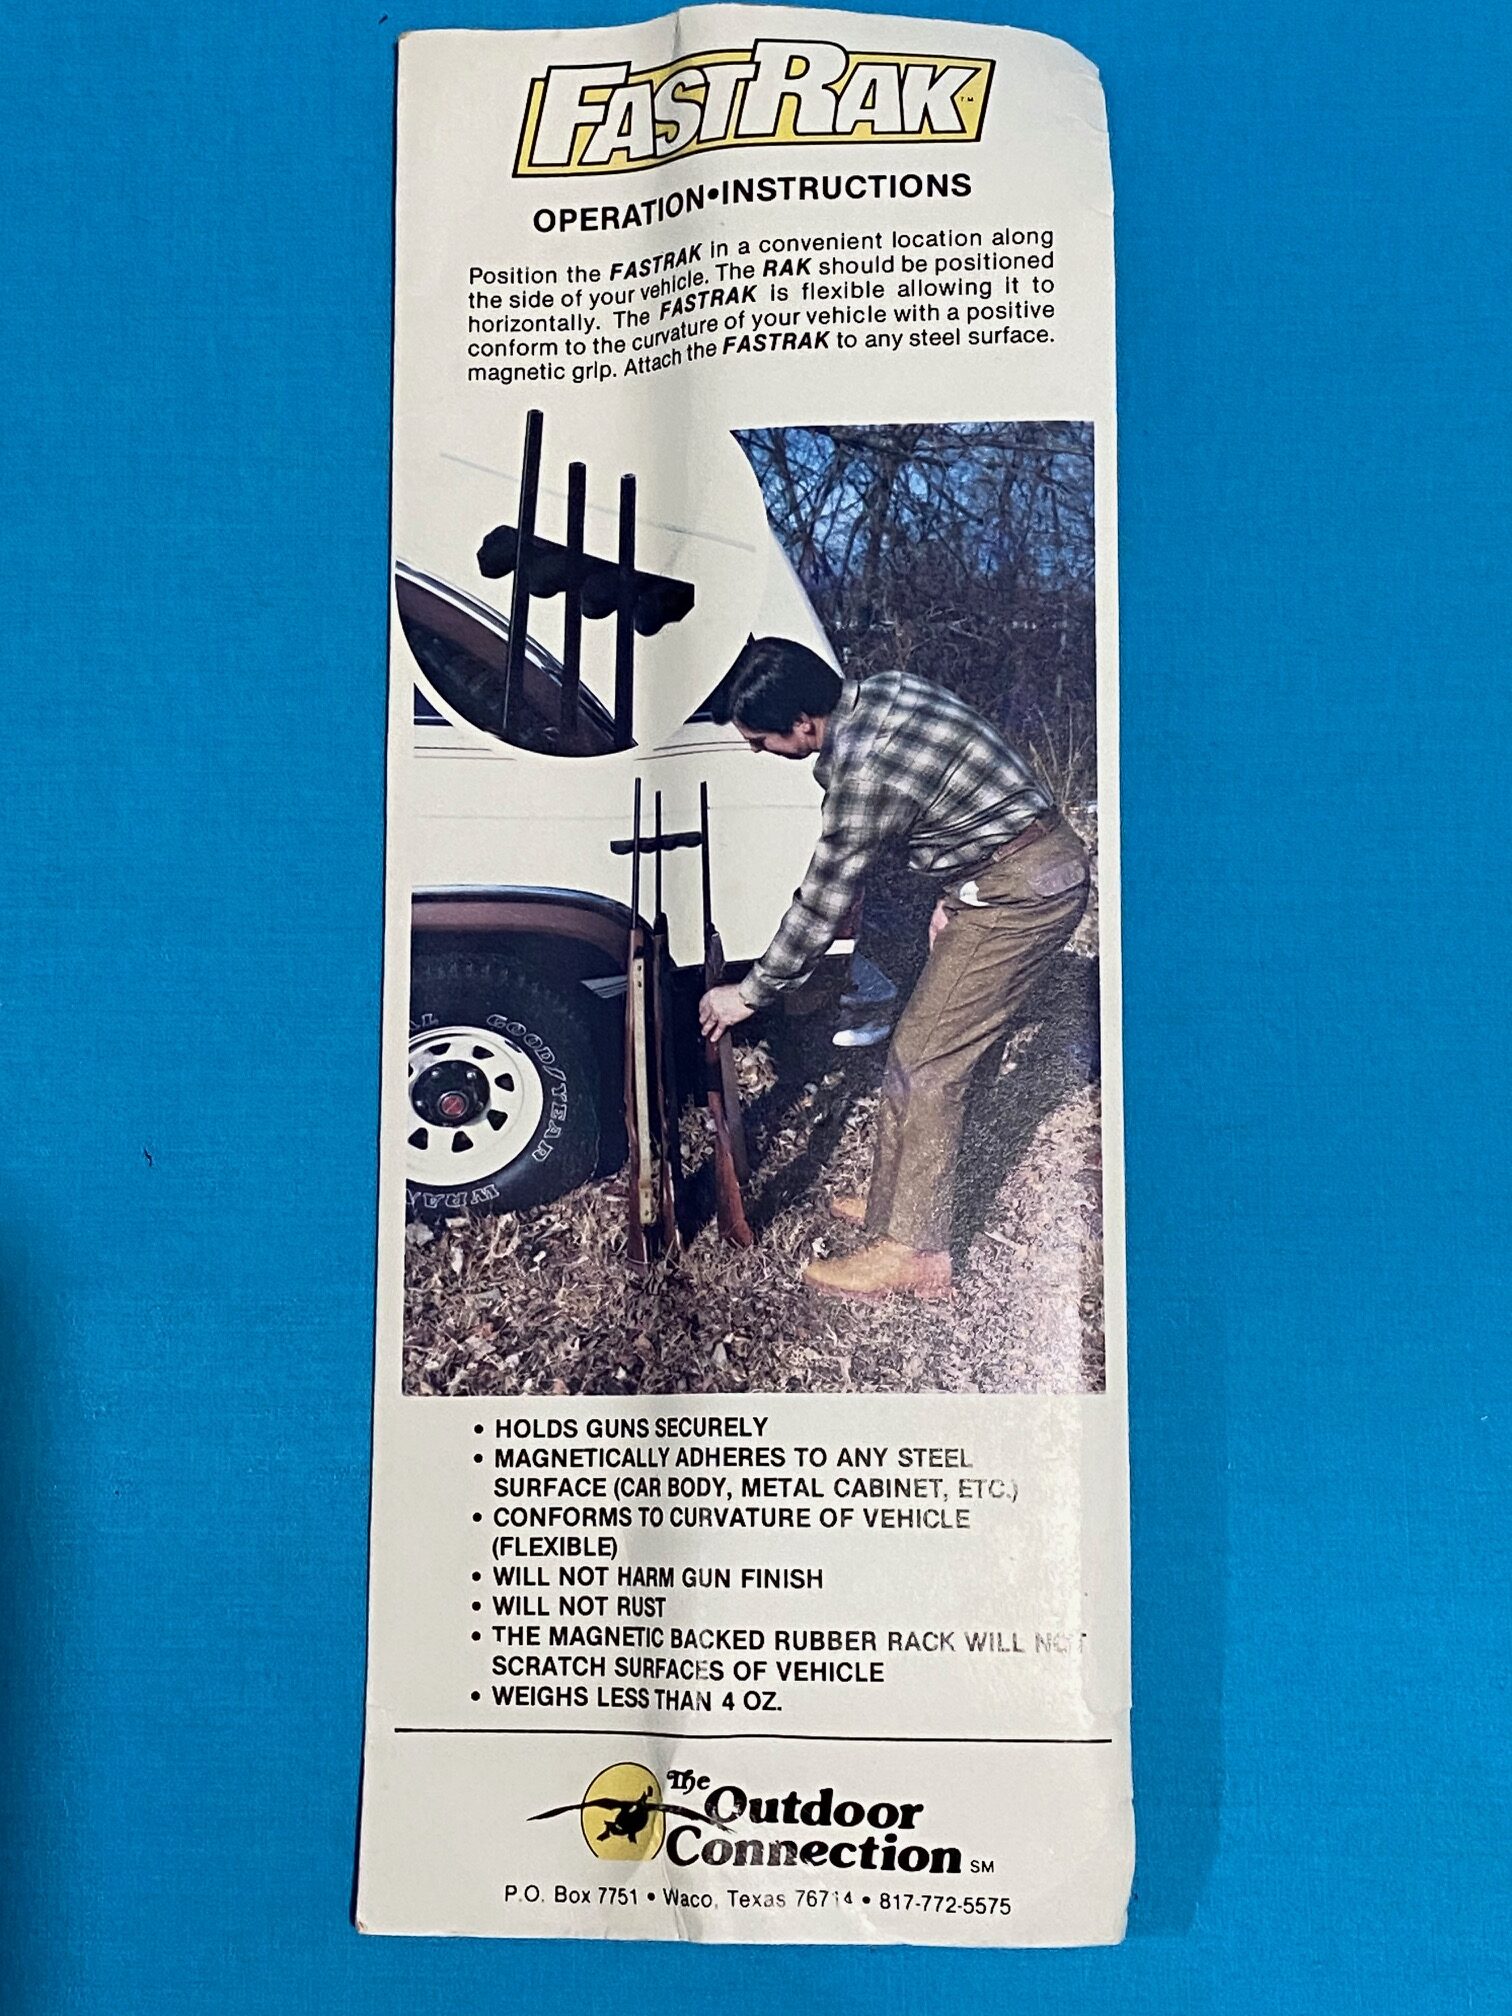 FASTRAK™
OPERATION•INSTRUCTIONS
Position the FASTRAK in a convenient location along
the side of your vehicle. The RAK should be positioned
horizontally. The FASTRAK is flexible allowing it to
conform to the curvature of your vehicle with a positive
magnetic grip. Attach the FASTRAK to any steel surface.
GOODYEAR
WRA
• HOLDS GUNS SECURELY
• MAGNETICALLY ADHERES TO ANY STEEL
SURFACE (CAR BODY, METAL CABINET, ETC.)
• CONFORMS TO CURVATURE OF VEHICLE
(FLEXIBLE)
• WILL NOT HARM GUN FINISH
• WILL NOT RUST
• THE MAGNETIC BACKED RUBBER RACK WILL NOT
SCRATCH SURFACES OF VEHICLE
• WEIGHS LESS THAN 4 OZ.
The
Outdoor
Connection SM
P.O. Box 7751 • Waco, Texas 76714 • 817-772-5575